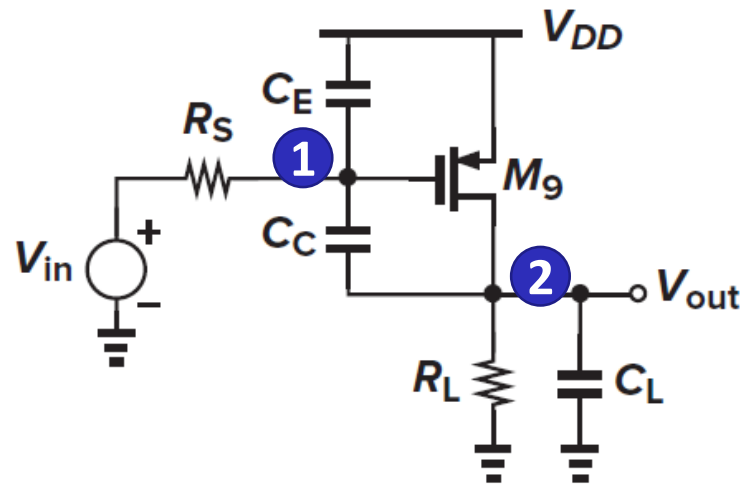 V_DD
C_E
R_S
1
M_9
C_C
V_in
+
−
2
V_out
R_L
C_L